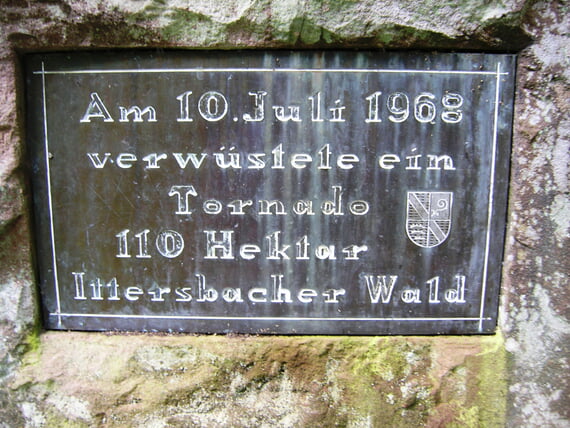 Am 10. Juli 1968
verwüstete ein
Tornado
110 Hektar
Ittersbacher Wald